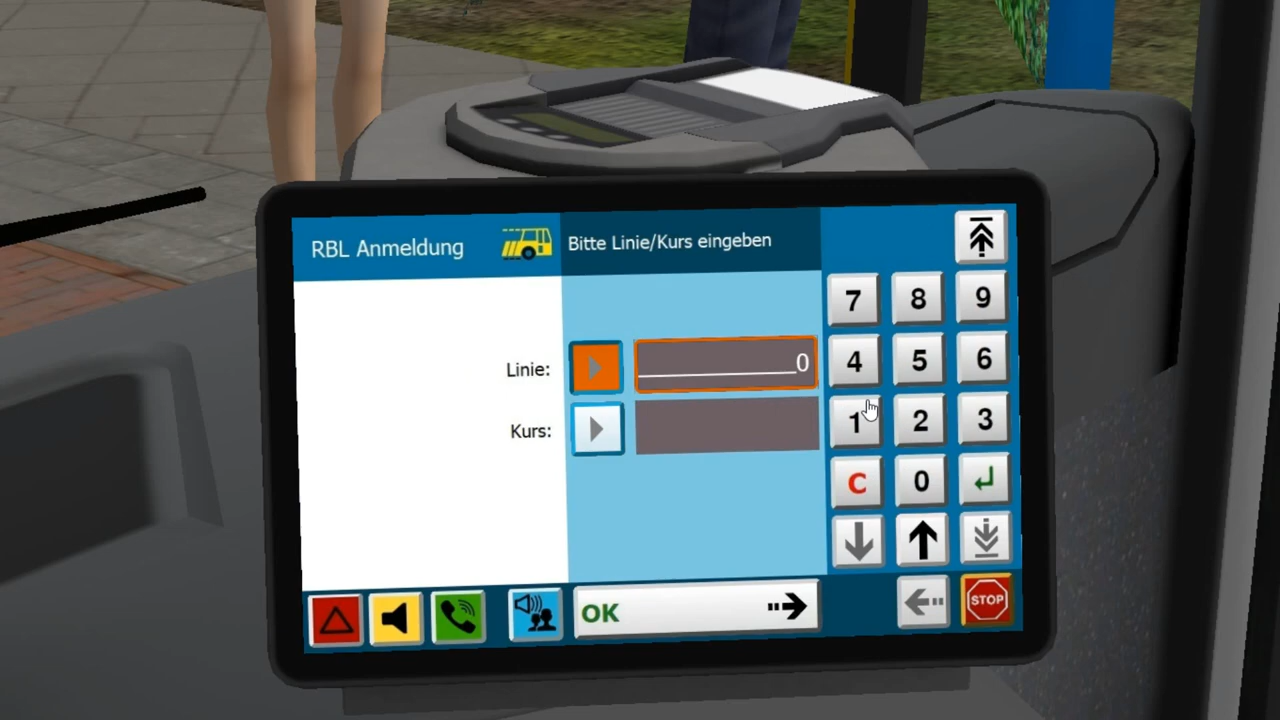 RBL Anmeldung
Bitte Linie/Kurs eingeben
7 8 9
Linie: 0
4 5 6
Kurs:
1 2 3
C 0
OK
STOP